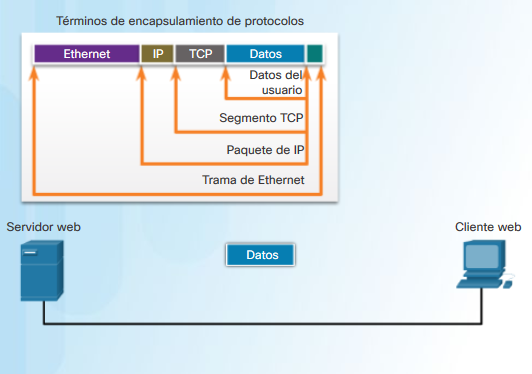 Términos de encapsulamiento de protocolos
Ethernet IP TCP Datos
Datos del
usuario
Segmento TCP
Paquete de IP
Trama de Ethernet
Servidor web
Cliente web
Datos